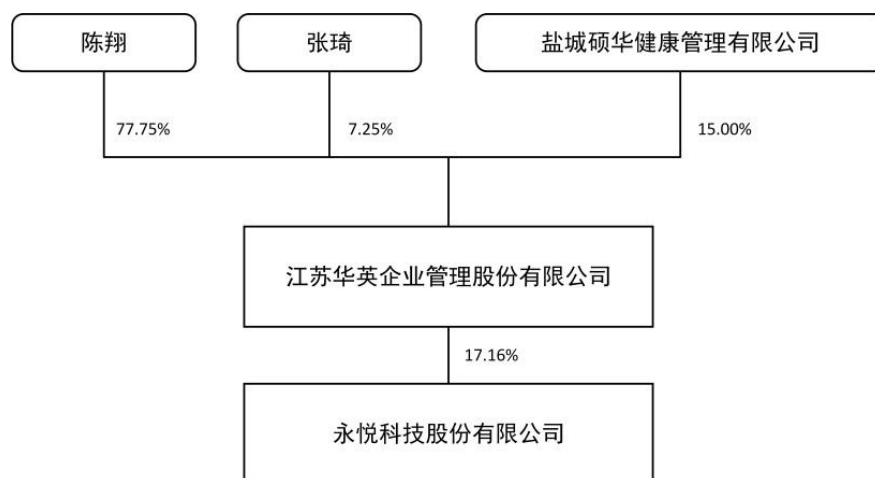 陈翔
张琦
盐城硕华健康管理有限公司
77.75%
7.25%
15.00%
江苏华英企业管理股份有限公司
17.16%
永悦科技股份有限公司